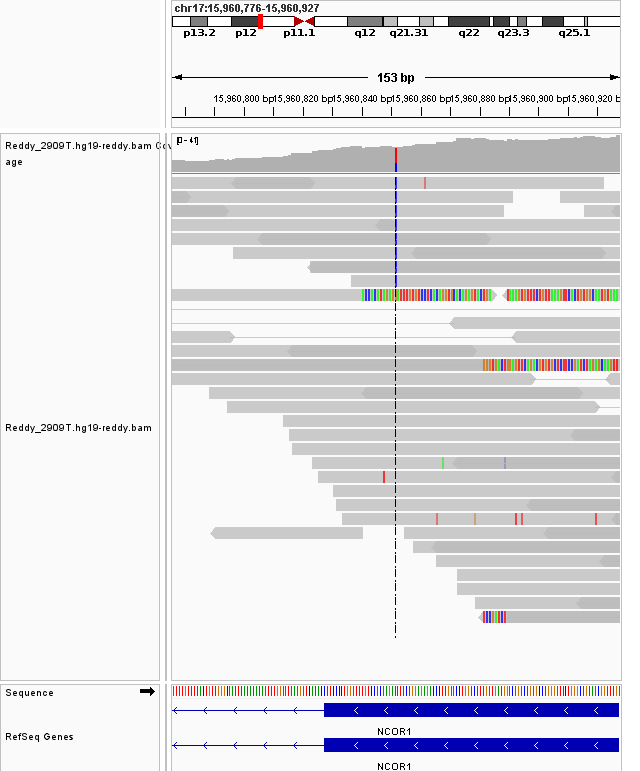 chr17:15,960,776-15,960,927
p13.2 p12 p11.1 q12 q21.31 q22 q23.3 q25.1
153 bp
15,960,800 bp 15,960,820 bp 15,960,840 bp 15,960,860 bp 15,960,880 bp 15,960,900 bp 15,960,920 b
Reddy_2909T.hg19-reddy.bam Cov
age
[0 - 41]
Reddy_2909T.hg19-reddy.bam
Sequence
NCOR1
RefSeq Genes
NCOR1